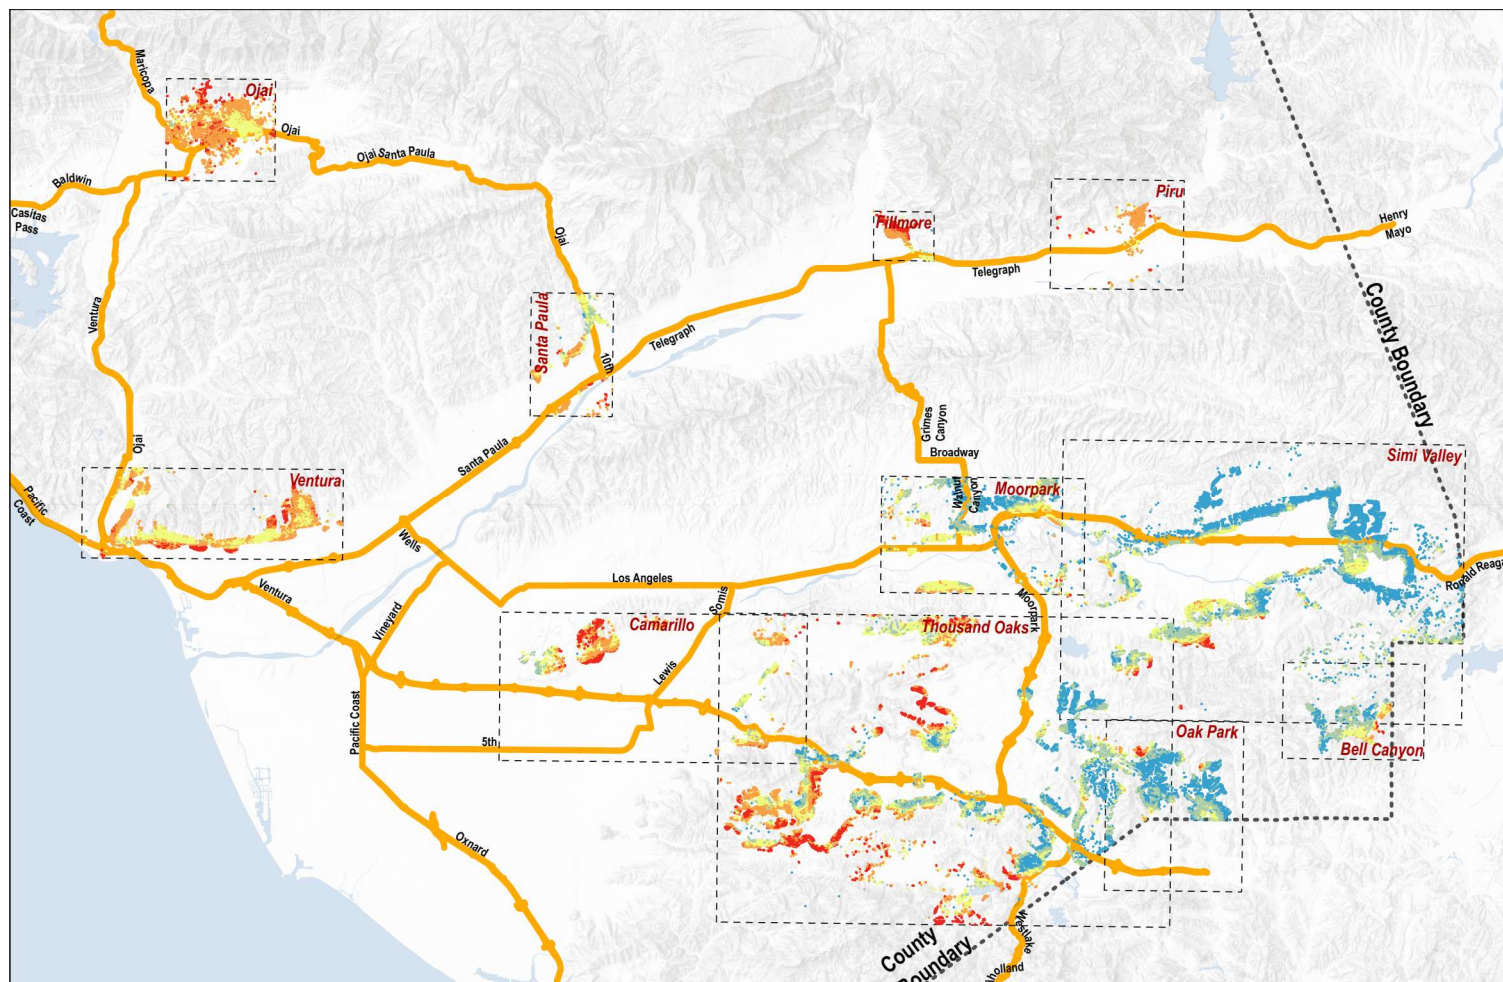 Maricopa
Ojai
Ojai
Ojai Santa Paula
Baldwin
Casitas
Pass
Piru
Fillmore
Henry
Mayo
Telegraph
Ojai
Ventura
Santa Paula
10th
Telegraph
County Boundary
Grimes
Canyon
Broadway
Ojai
Santa Paula
Simi Valley
Ventura
Pacific
Coast
Walnut
Canyon
Moorpark
Wells
Ronald Reaga
Los Angeles
Somis
Moorpark
Ventura
Vineyard
Camarillo
Thousand Oaks
Lewis
Pacific Coast
5th
Oak Park
Bell Canyon
Oxnard
County
Boundary
Westlake
holland